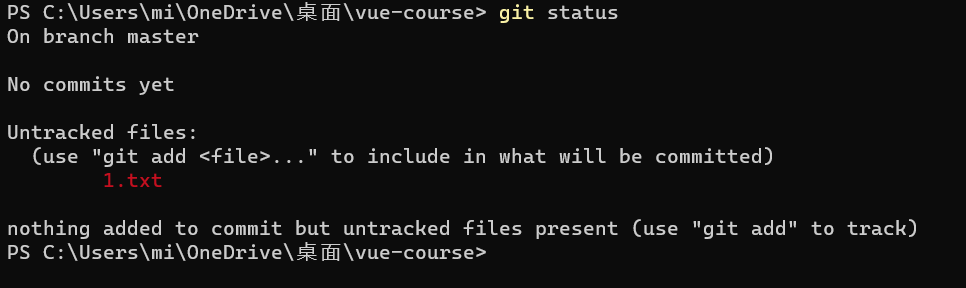 PS C:\Users\mi\OneDrive\桌面\vue-course> git status
On branch master
No commits yet
Untracked files:
  (use "git add <file>..." to include in what will be committed)
        1.txt
nothing added to commit but untracked files present (use "git add" to track)
PS C:\Users\mi\OneDrive\桌面\vue-course>